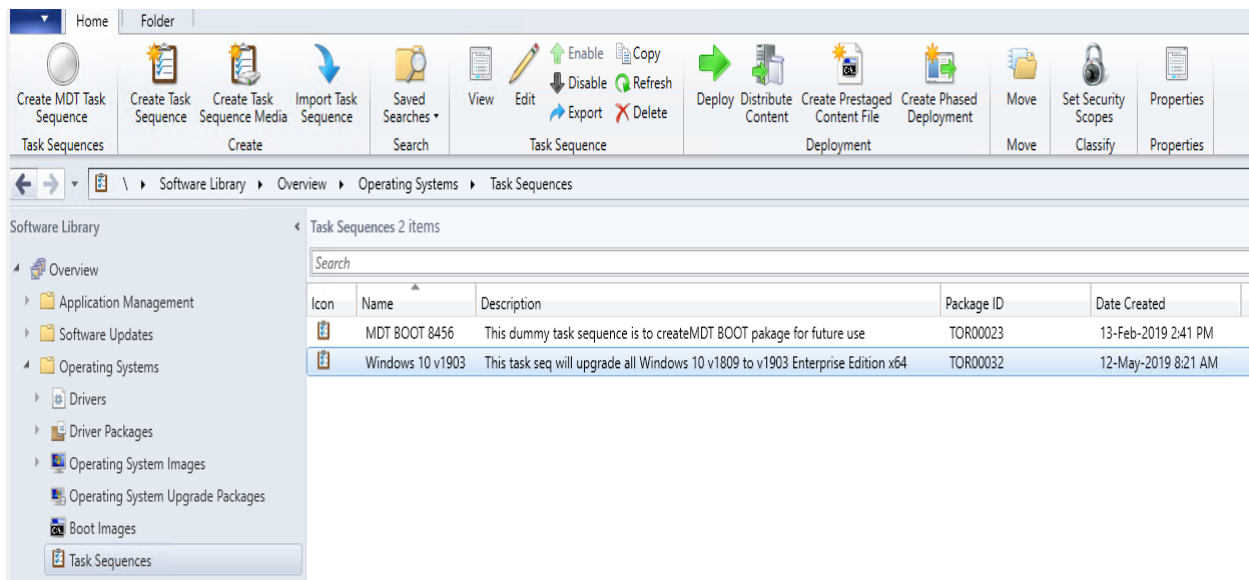 Home Folder
Create MDT Task Sequence
Create Task Sequence
Create Task Sequence Media
Import Task Sequence
Saved Searches
View
Edit
Enable
Disable
Export
Copy
Refresh
Delete
Deploy
Distribute Content
Create Prestaged Content File
Create Phased Deployment
Move
Set Security Scopes
Properties
Task Sequences
Create
Search
Task Sequence
Deployment
Move
Classify
Properties
\ Software Library Overview Operating Systems Task Sequences
Software Library
Overview
Application Management
Software Updates
Operating Systems
Drivers
Driver Packages
Operating System Images
Operating System Upgrade Packages
Boot Images
Task Sequences
Task Sequences 2 items
Search
Icon Name Description Package ID Date Created
MDT BOOT 8456 This dummy task sequence is to createMDT BOOT pakage for future use TOR00023 13-Feb-2019 2:41 PM
Windows 10 v1903 This task seq will upgrade all Windows 10 v1809 to v1903 Enterprise Edition x64 TOR00032 12-May-2019 8:21 AM